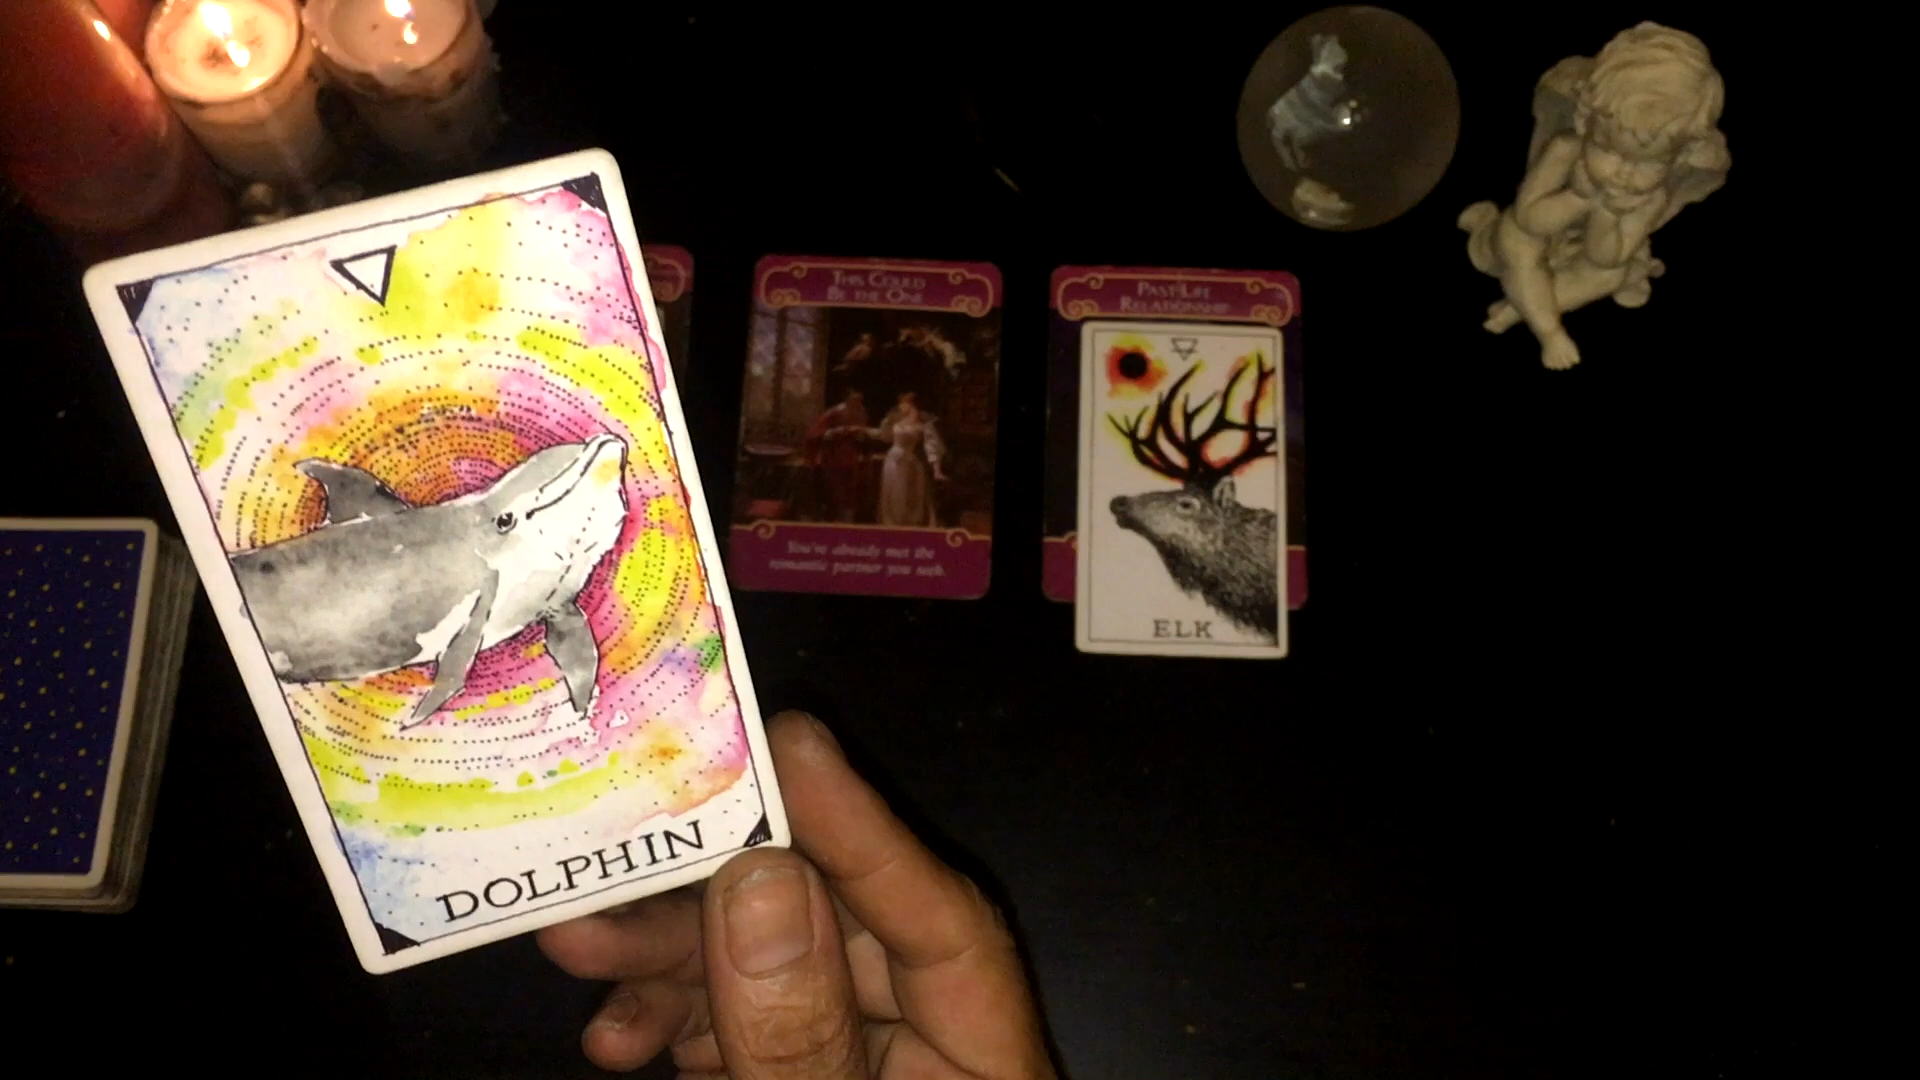 DOLPHIN
THIS COULD
BE THE ONE
You've already met the
romantic partner you seek.
PAST-LIFE
RELATIONSHIP
ELK